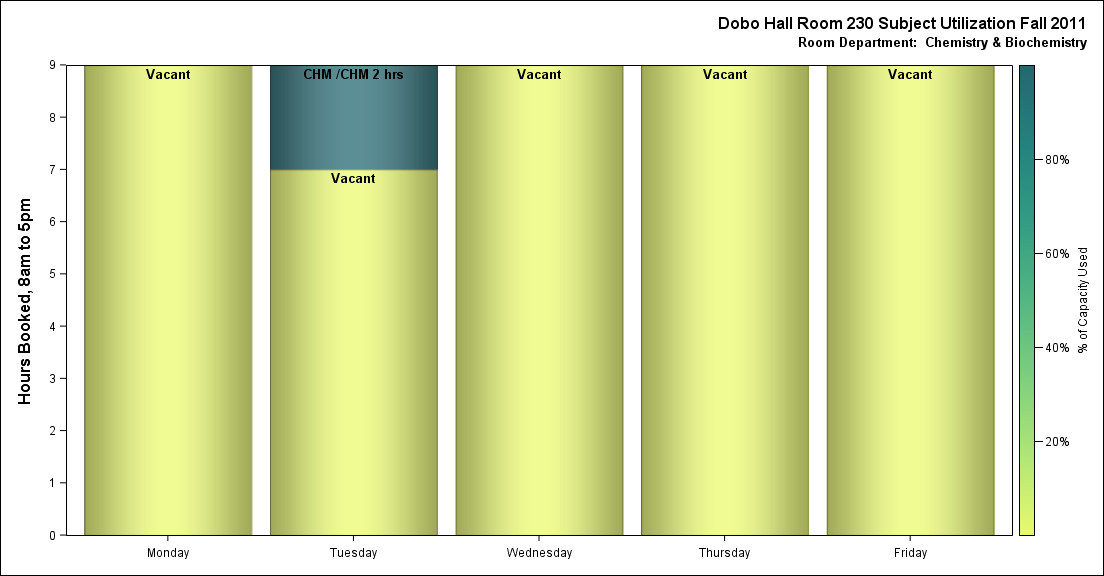 Dobo Hall Room 230 Subject Utilization Fall 2011
Room Department: Chemistry & Biochemistry
Vacant
CHM /CHM 2 hrs
Vacant
Vacant
Vacant
Vacant
Hours Booked, 8am to 5pm
9
8
7
6
5
4
3
2
1
0
Monday
Tuesday
Wednesday
Thursday
Friday
80%
60%
40%
20%
% of Capacity Used